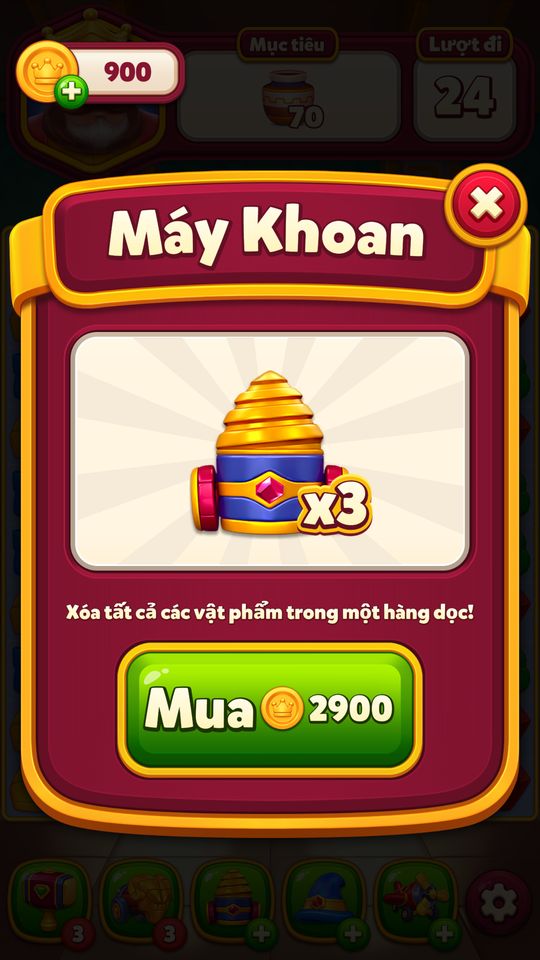 900
Mục tiêu
70
Lượt đi
24
Máy Khoan
x3
Xóa tất cả các vật phẩm trong một hàng dọc!
Mua 2900
3
3